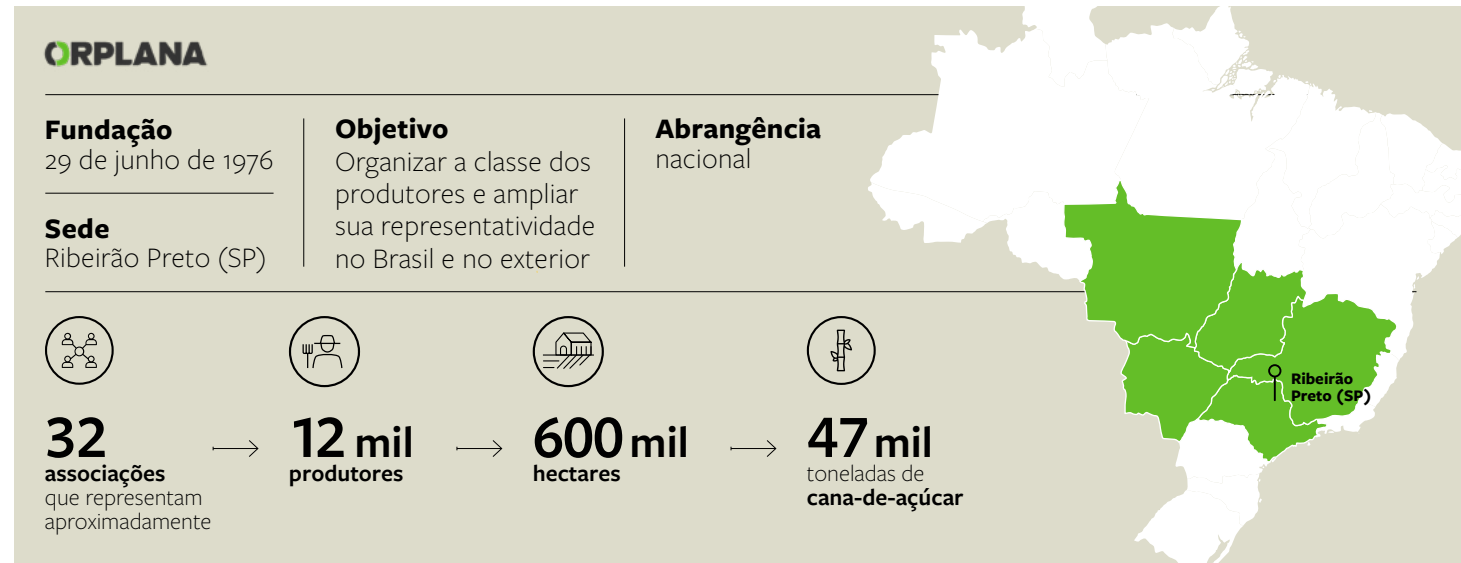 ORPLANA
Fundação
29 de junho de 1976
Sede
Ribeirão Preto (SP)
Objetivo
Organizar a classe dos
produtores e ampliar
sua representatividade
no Brasil e no exterior
Abrangência
nacional
32
associações
que representam
aproximadamente
12 mil
produtores
600 mil
hectares
47 mil
toneladas de
cana-de-açúcar
Ribeirão
Preto (SP)